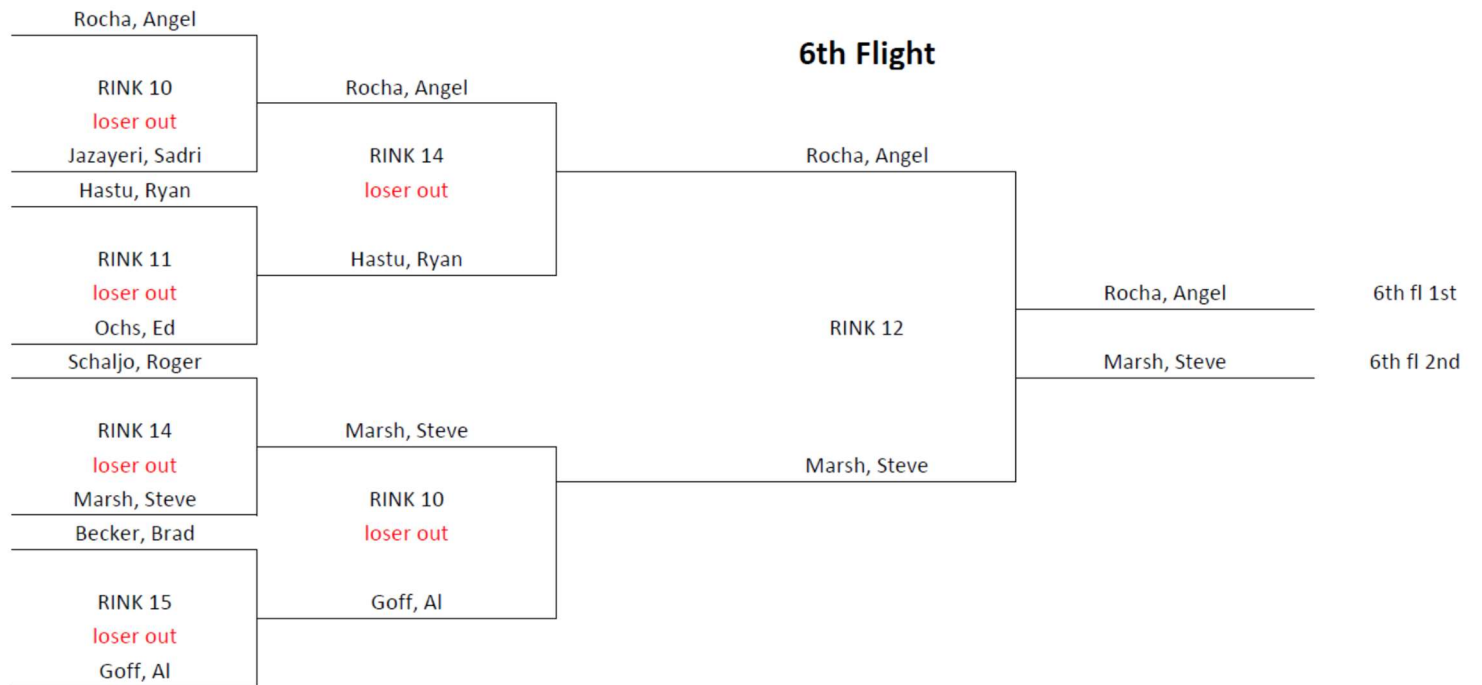 6th Flight
Rocha, Angel
RINK 10
loser out
Jazayeri, Sadri
Hastu, Ryan
RINK 11
loser out
Ochs, Ed
Schaljo, Roger
RINK 14
loser out
Marsh, Steve
Becker, Brad
RINK 15
loser out
Goff, Al
Rocha, Angel
RINK 14
loser out
Hastu, Ryan
Marsh, Steve
RINK 10
loser out
Goff, Al
Rocha, Angel
RINK 12
Marsh, Steve
Rocha, Angel 6th fl 1st
Marsh, Steve 6th fl 2nd